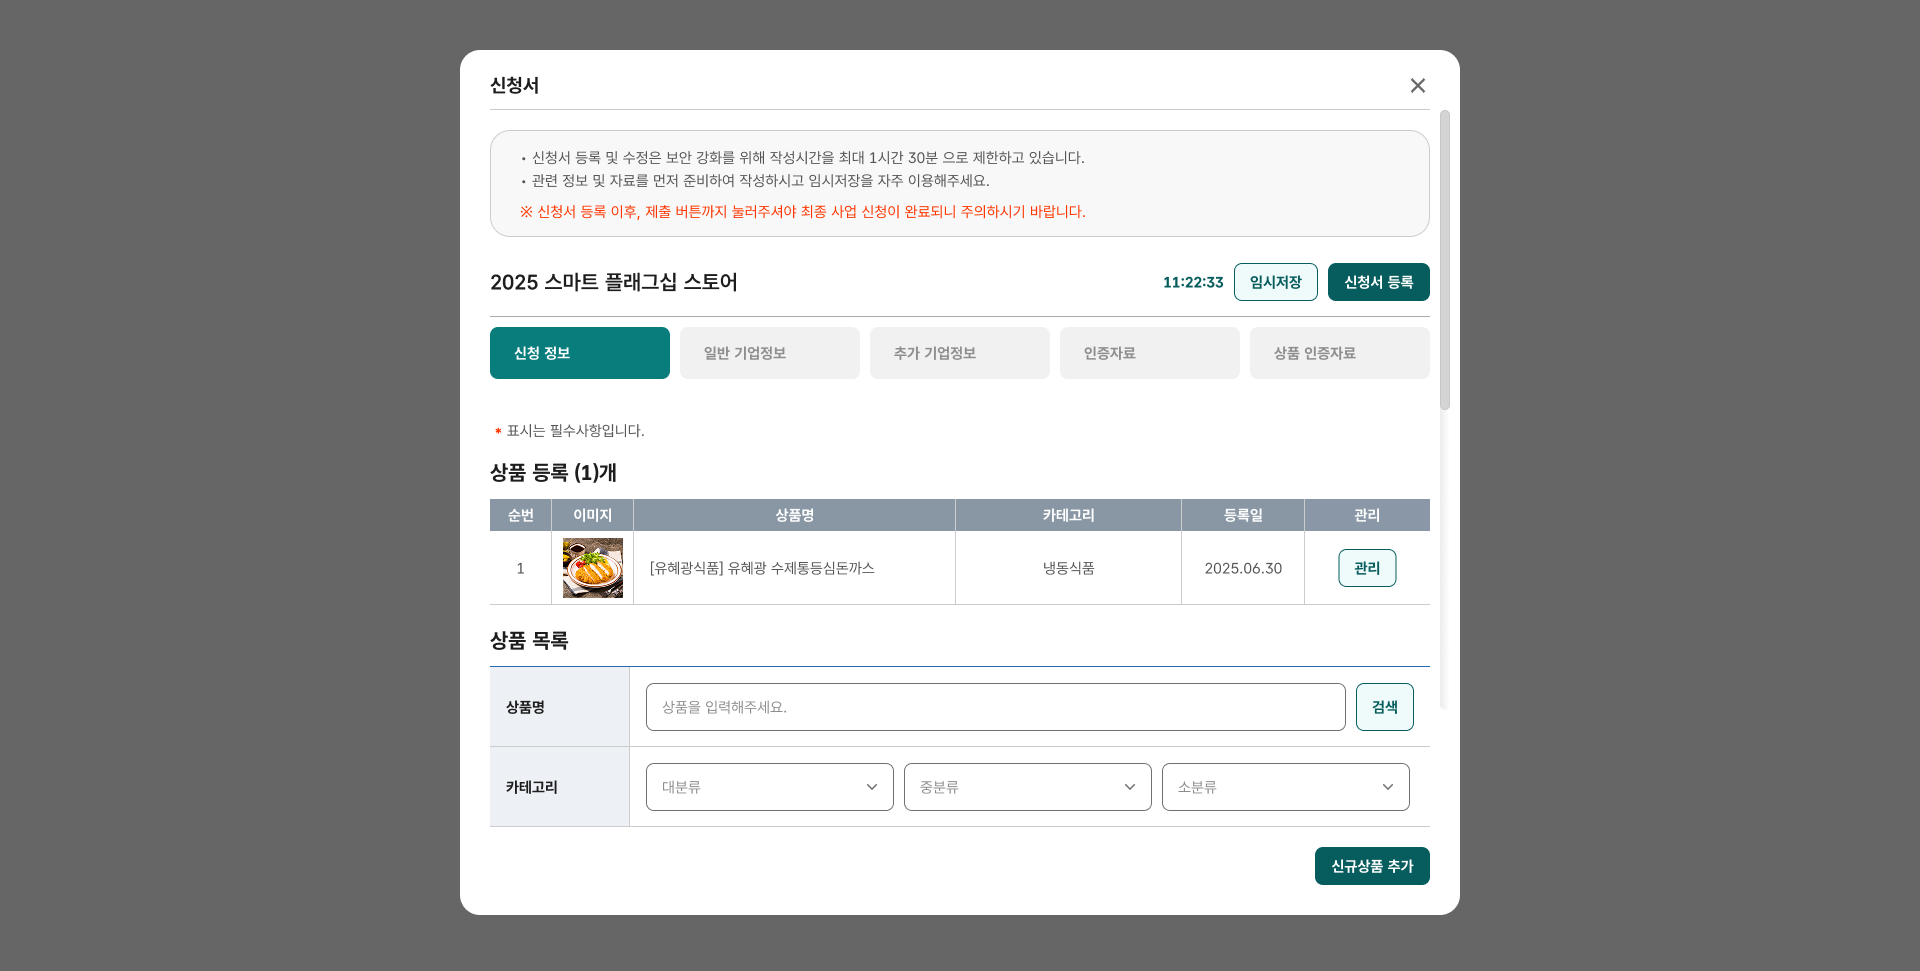 신청서
• 신청서 등록 및 수정은 보안 강화를 위해 작성시간을 최대 1시간 30분 으로 제한하고 있습니다.
• 관련 정보 및 자료를 먼저 준비하여 작성하시고 임시저장을 자주 이용해주세요.
※ 신청서 등록 이후, 제출 버튼까지 눌러주셔야 최종 사업 신청이 완료되니 주의하시기 바랍니다.
2025 스마트 플래그십 스토어 11:22:33 임시저장 신청서 등록
신청 정보 일반 기업정보 추가 기업정보 인증자료 상품 인증자료
* 표시는 필수사항입니다.
상품 등록 (1)개
순번 이미지 상품명 카테고리 등록일 관리
1 [유혜광식품] 유혜광 수제통등심돈까스 냉동식품 2025.06.30 관리
상품 목록
상품명 상품을 입력해주세요. 검색
카테고리 대분류 중분류 소분류
신규상품 추가